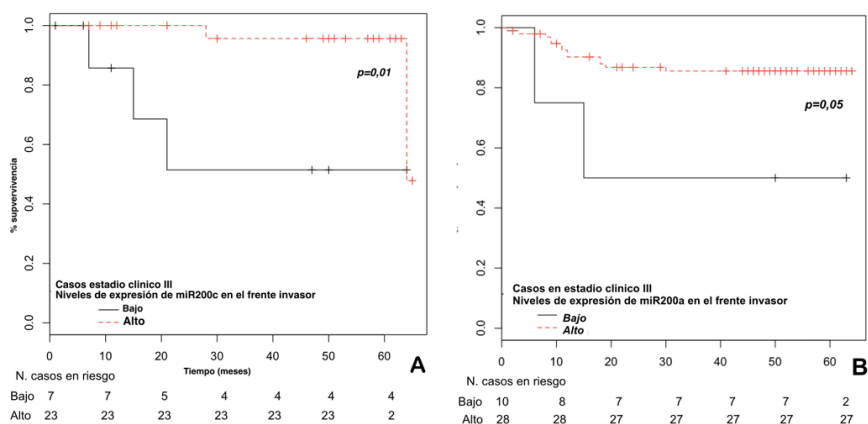 1.0
0.8
0.6
0.4
0.2
0.0
% supvervivencia
p=0,01
Casos estadio clinico III
Niveles de expresión de miR200c en el frente invasor
Bajo
Alto
0 10 20 30 40 50 60
Tiempo (meses)
A
N. casos en riesgo
Bajo 7 7 5 4 4 4 4
Alto 23 23 23 23 23 23 2
1.0
0.8
0.6
0.4
0.2
0.0
p=0,05
Casos en estadio clinico III
Niveles de expresión de miR200a en el frente invasor
Bajo
Alto
0 10 20 30 40 50 60
B
N. casos en riesgo
Bajo 10 8 7 7 7 7 2
Alto 28 28 27 27 27 27 27